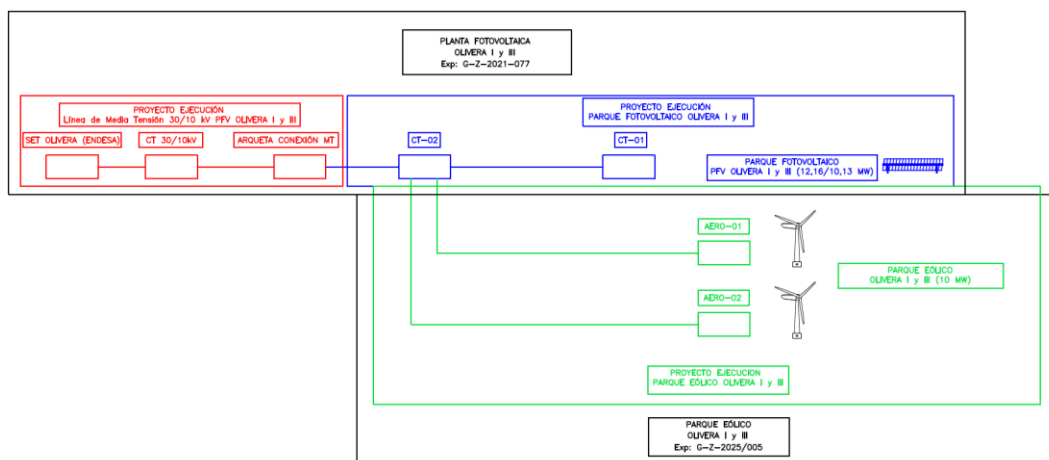 PLANTA FOTOVOLTAICA
OLIVERA I y III
Exp: G-Z-2021-077
PROYECTO EJECUCIÓN
Línea de Media Tensión 30/10 kV PFV OLIVERA I y III
PROYECTO EJECUCIÓN
PARQUE FOTOVOLTAICO OLIVERA I y III
SET OLIVERA (ENDESA)
CT 30/10kV
ARQUETA CONEXIÓN MT
CT-02
CT-01
PARQUE FOTOVOLTAICO
PFV OLIVERA I y III (12,16/10,13 MW)
AERO-01
PARQUE EÓLICO
OLIVERA I y III (10 MW)
AERO-02
PROYECTO EJECUCION
PARQUE EÓLICO OLIVERA I y III
PARQUE EÓLICO
OLIVERA I y III
Exp: G-Z-2025/005